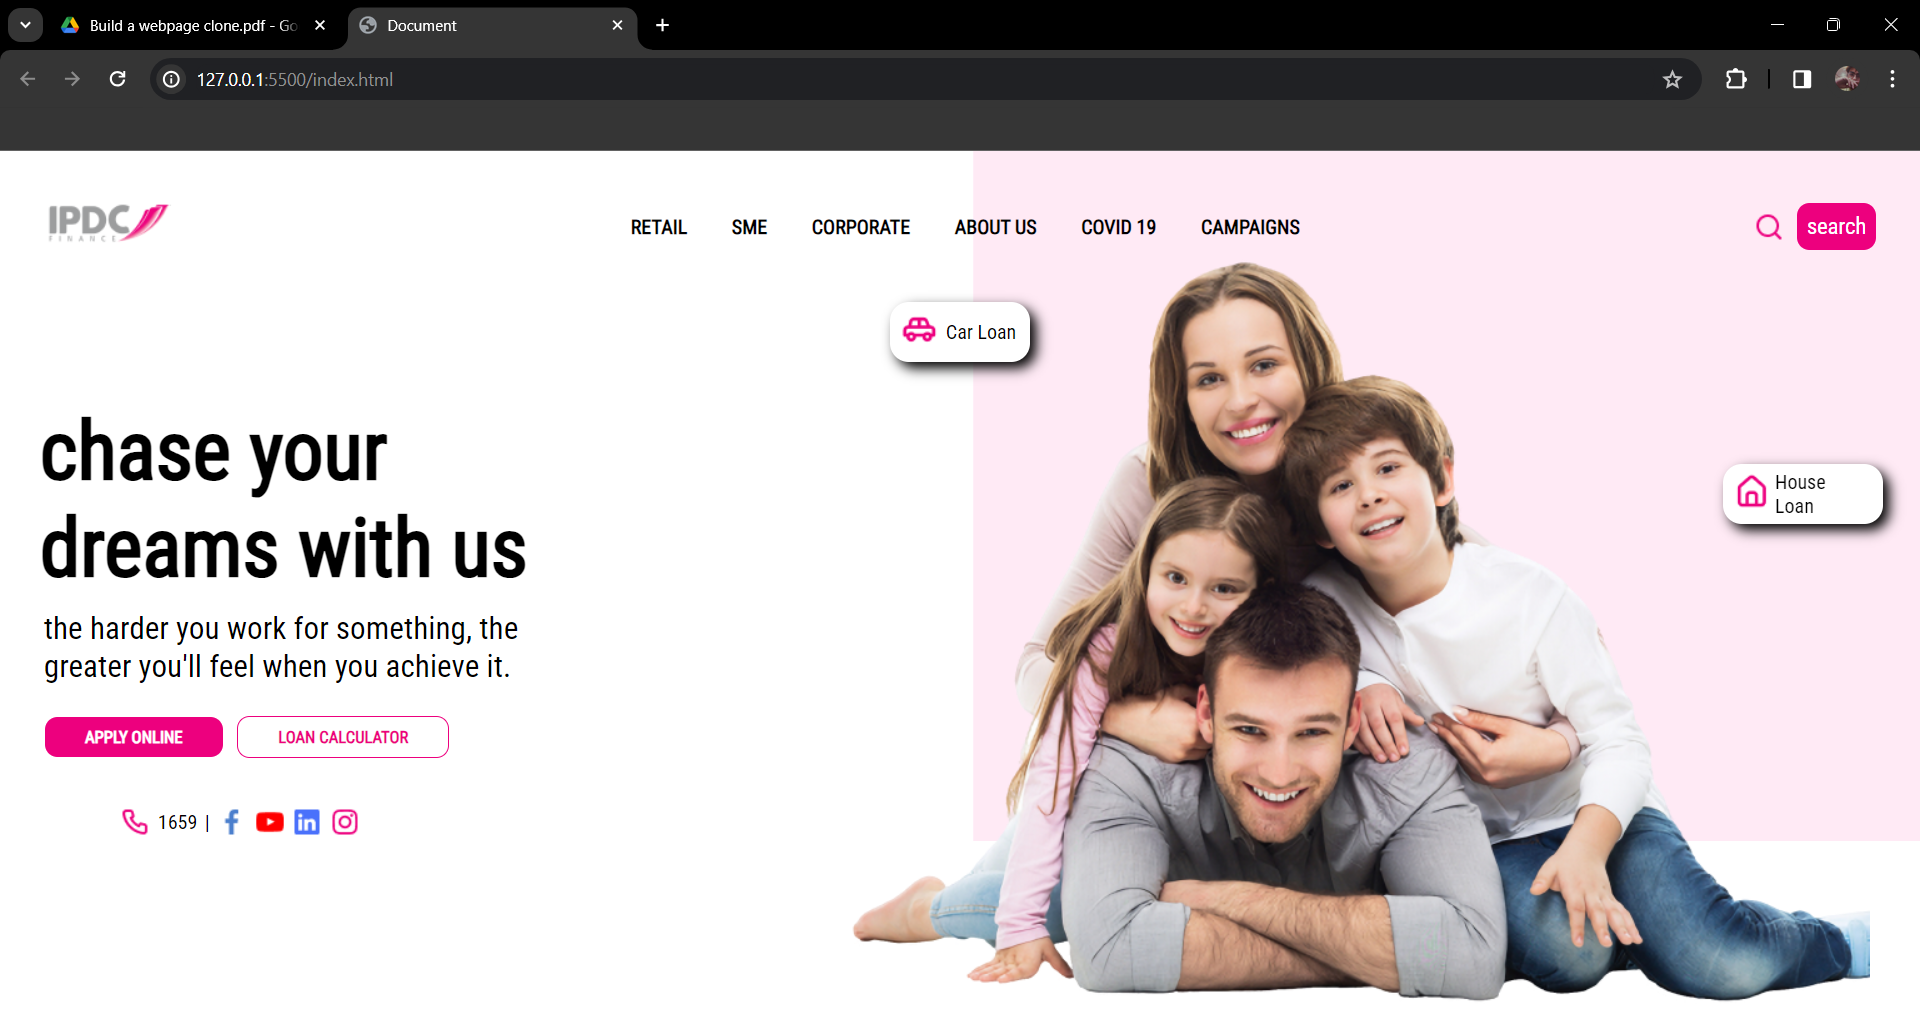 Build a webpage clone.pdf - Go
Document
127.0.0.1:5500/index.html
IPDC
FINANCE
RETAIL SME CORPORATE ABOUT US COVID 19 CAMPAIGNS
search
Car Loan
chase your
dreams with us
House
Loan
the harder you work for something, the
greater you'll feel when you achieve it.
APPLY ONLINE LOAN CALCULATOR
1659 |